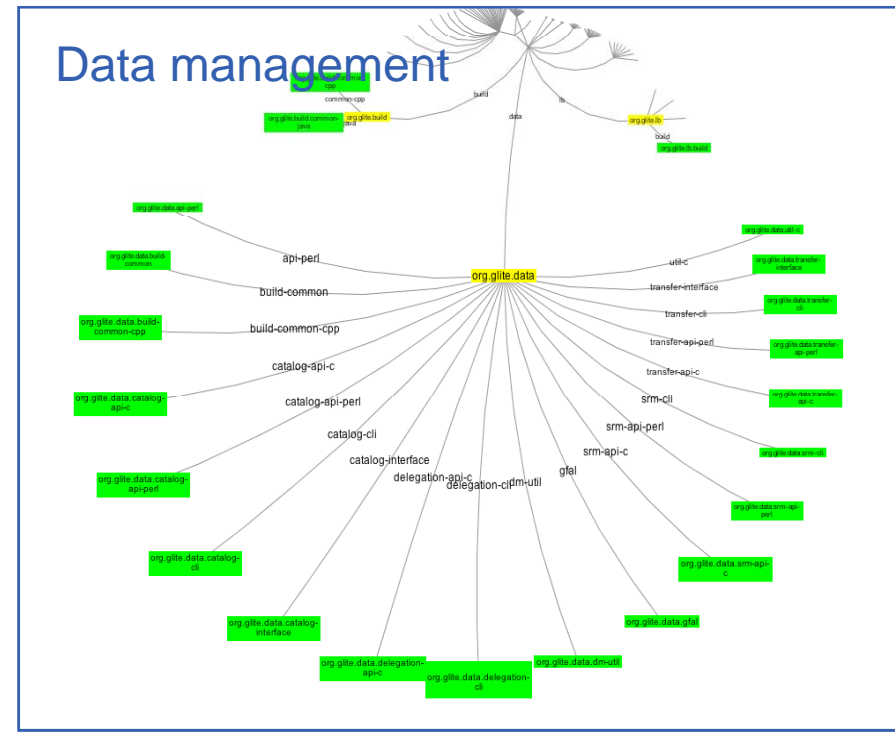 Data management
cpp
common-cpp
build
lb
data
org.glite.build.common-
java
java
org.glite.build
org.glite.lb
build
org.glite.lb.build
org.glite.data.api-perl
org.glite.data.util-c
api-perl
util-c
org.glite.data.build-
common
org.glite.data.transfer-
interface
org.glite.data
build-common
transfer-interface
org.glite.data.transfer-
cli
transfer-cli
org.glite.data.build-
common-cpp
build-common-cpp
transfer-api-perl
org.glite.data.transfer-
api-perl
catalog-api-c
transfer-api-c
org.glite.data.catalog-
api-c
org.glite.data.transfer-
api-c
catalog-api-perl
srm-cli
srm-api-perl
catalog-cli
srm-api-c
org.glite.data.srm-cli
catalog-interface
gfal
delegation-api-c
delegation-cli
dm-util
org.glite.data.catalog-
api-perl
org.glite.data.srm-api-
perl
org.glite.data.catalog-
cli
org.glite.data.srm-api-
c
org.glite.data.catalog-
interface
org.glite.data.gfal
org.glite.data.delegation-
api-c
org.glite.data.delegation-
cli
org.glite.data.dm-util